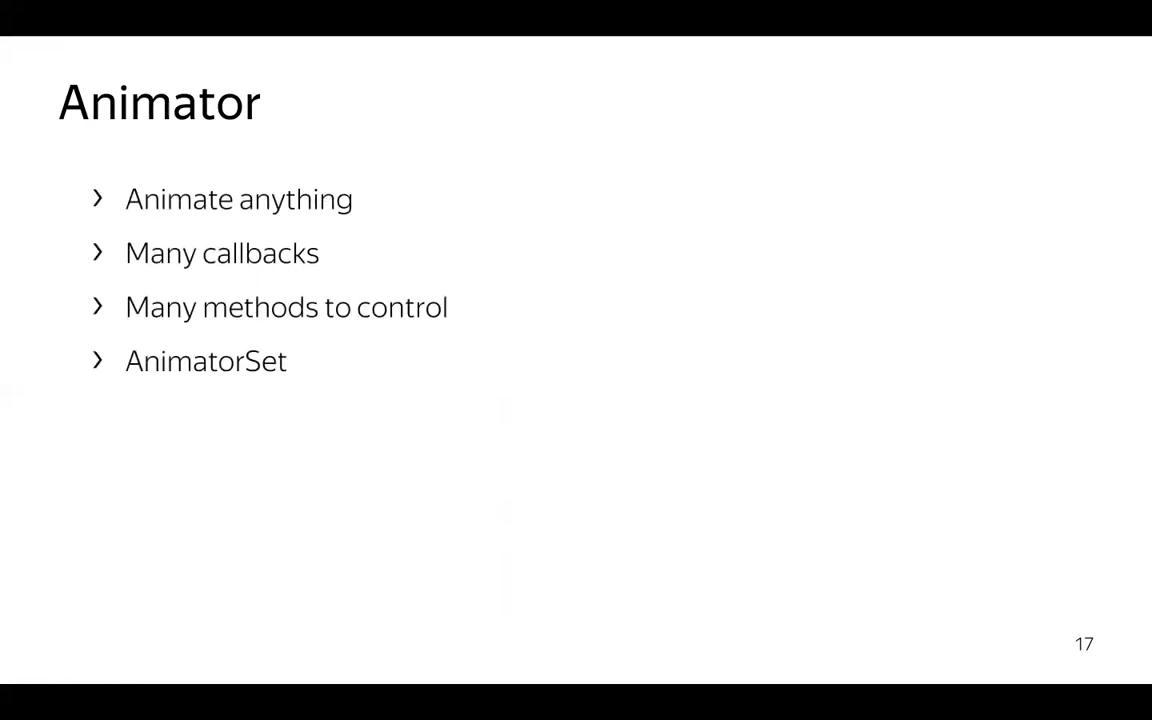 Animator
› Animate anything
› Many callbacks
› Many methods to control
› AnimatorSet
17